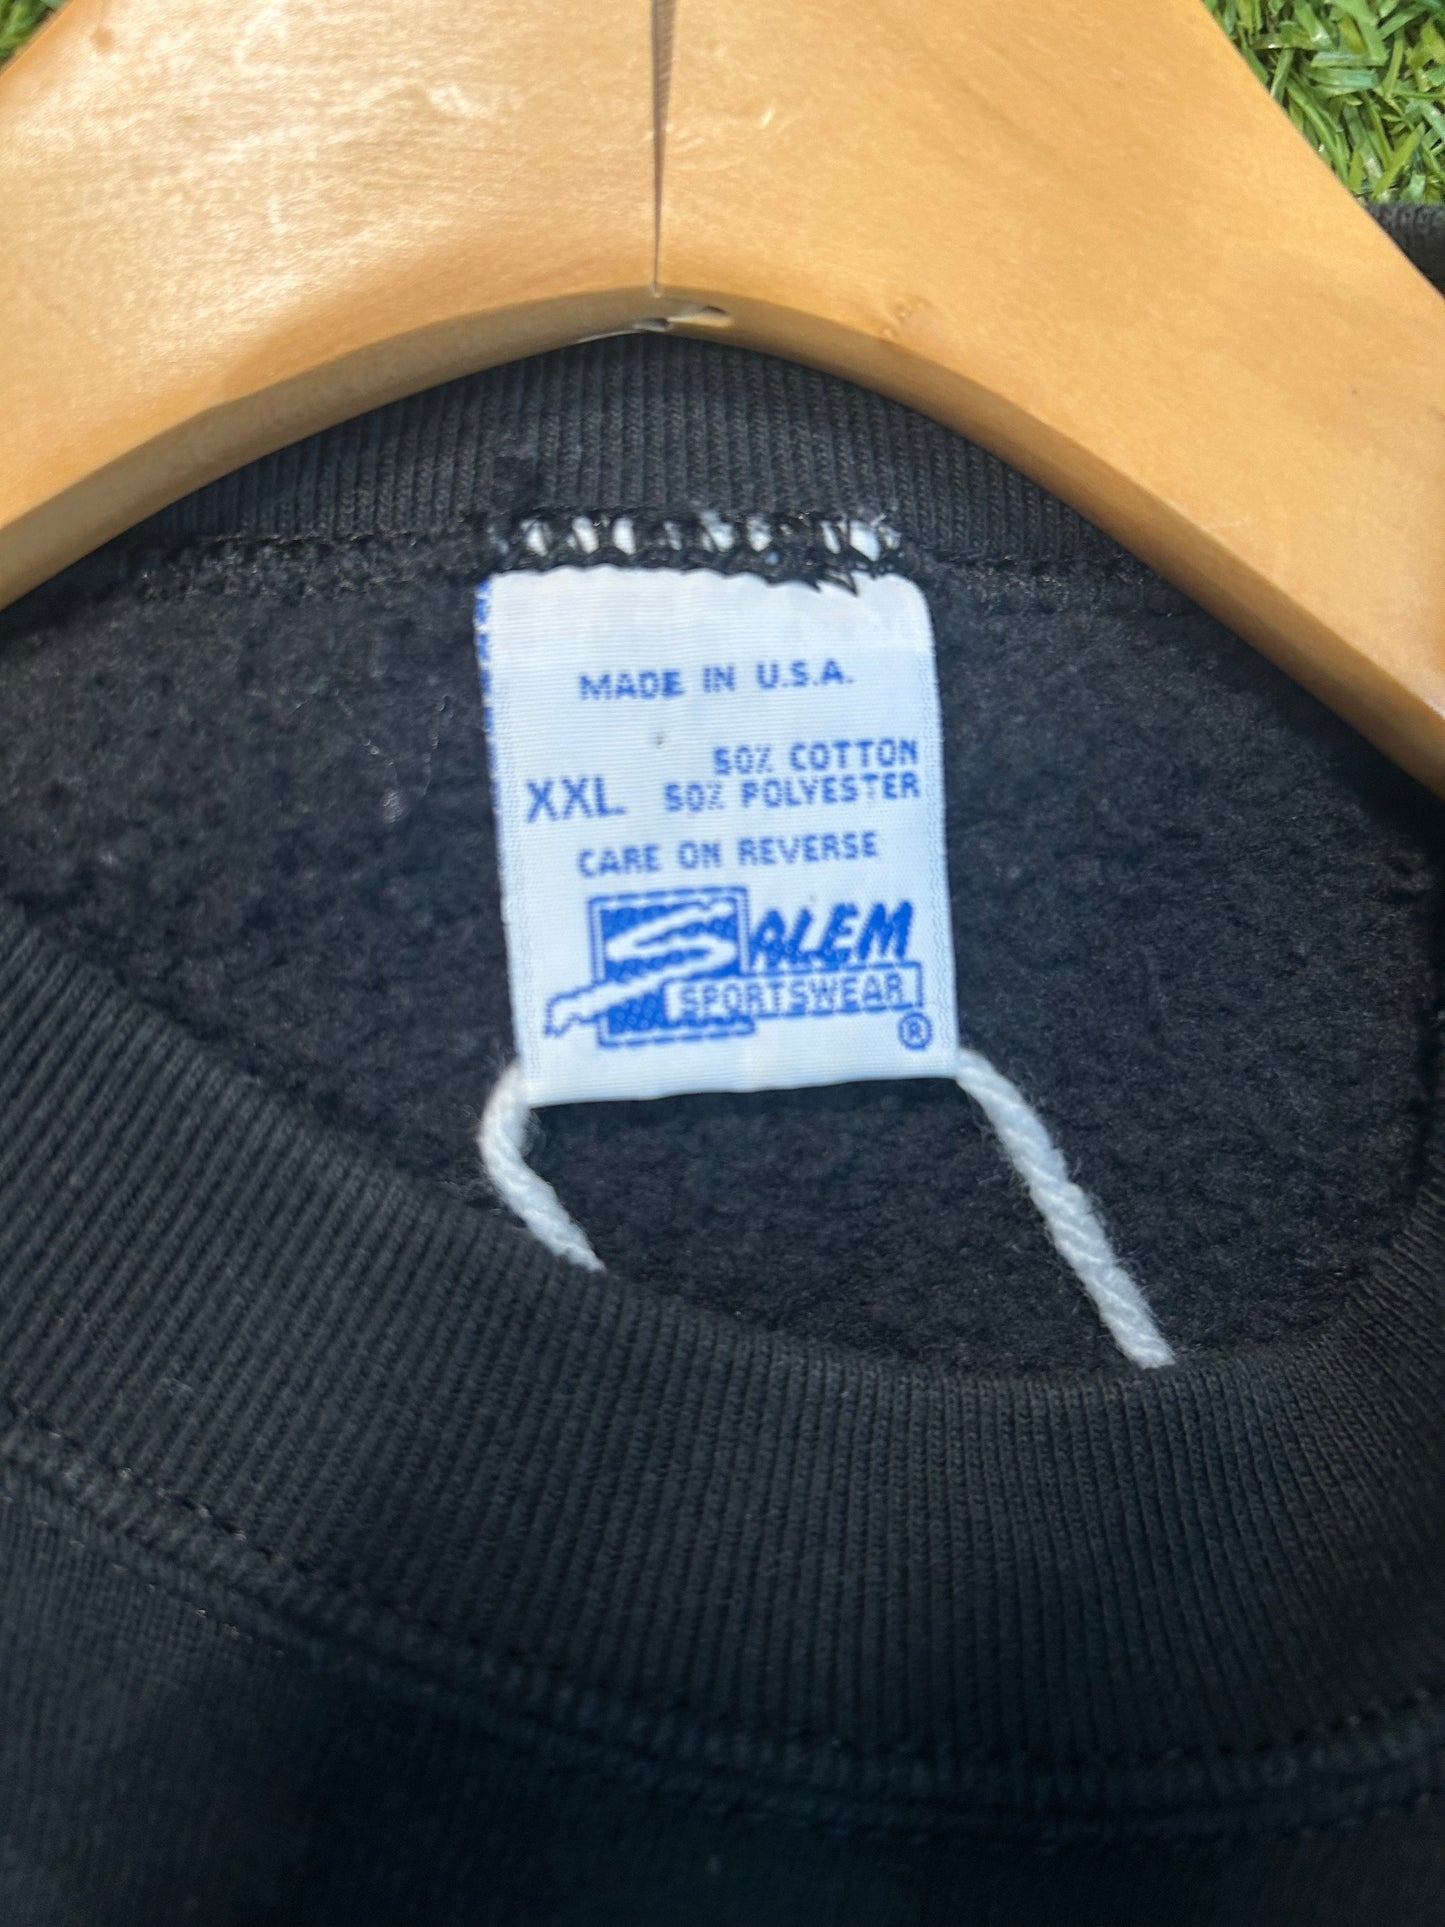 MADE IN U.S.A.
50% COTTON
XXL 50% POLYESTER
CARE ON REVERSE
SALEM
SPORTSWEAR
®